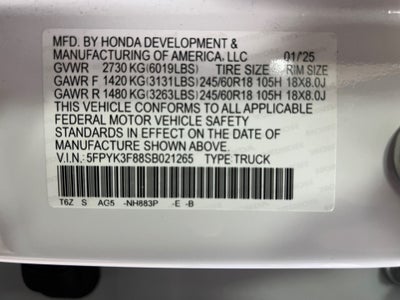 MFD. BY HONDA DEVELOPMENT &
MANUFACTURING OF AMERICA, LLC 01/25
GVWR 2730 KG (6019LBS) TIRE SIZE RIM SIZE
GAWR F 1420 KG (3131LBS) 245/60R18 105H 18X8.0J
GAWR R 1480 KG (3263LBS) 245/60R18 105H 18X8.0J
THIS VEHICLE CONFORMS TO ALL APPLICABLE
FEDERAL MOTOR VEHICLE SAFETY
STANDARDS IN EFFECT ON THE DATE OF
MANUFACTURE SHOWN ABOVE.
V.I.N.: 5FPYK3F88SB021265 TYPE TRUCK
T6Z S AG5 -NH883P -E -B